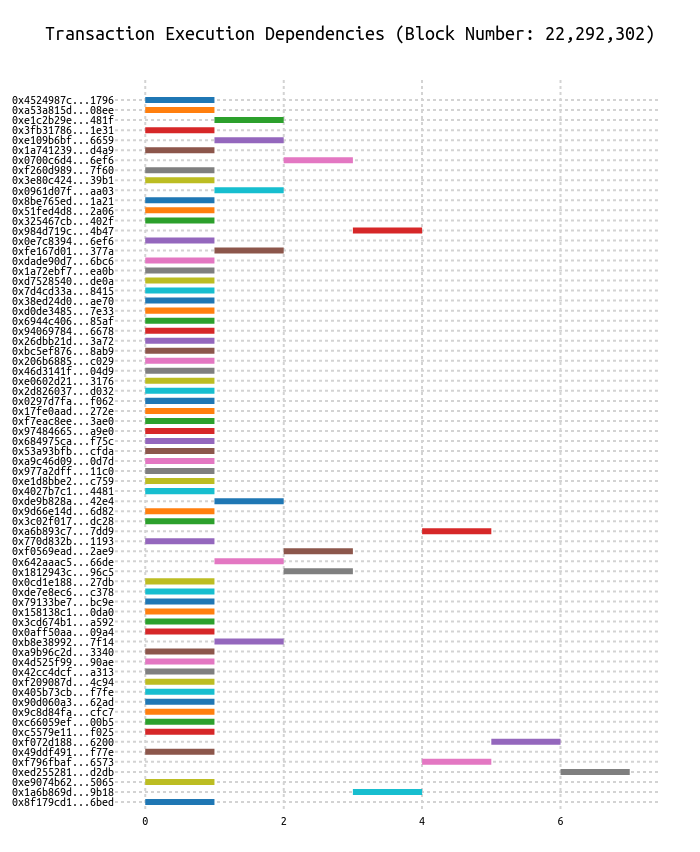 Transaction Execution Dependencies (Block Number: 22,292,302)
0x4524987c...1796
0xa53a815d...08ee
0xe1c2b29e...481f
0x3fb31786...1e31
0xe109b6bf...6659
0x1a741239...d4a9
0x0700c6d4...6ef6
0xf260d989...7f60
0x3e80c424...39b1
0x0961d07f...aa03
0x8be765ed...1a21
0x51fed4d8...2a06
0x325467cb...402f
0x984d719c...4b47
0x0e7c8394...6ef6
0xfe167d01...377a
0xdade90d7...6bc6
0x1a72ebf7...ea0b
0xd7528540...de0a
0x7d4cd33a...8415
0x38ed24d0...ae70
0xd0de3485...7e33
0x6944c406...85af
0x94069784...6678
0x26dbb21d...3a72
0xbc5ef876...8ab9
0x206b6885...c029
0x46d3141f...04d9
0xe0602d21...3176
0x2d826037...d032
0x0297d7fa...f062
0x17fe0aad...272e
0xf7eac8ee...3ae0
0x97484665...a9e0
0x684975ca...f75c
0x53a93bfb...cfda
0xa9c46d09...0d7d
0x977a2dff...11c0
0xe1d8bbe2...c759
0x4027b7c1...4481
0xde9b828a...42e4
0x9d66e14d...6d82
0x3c02f017...dc28
0xa6b893c7...7dd9
0x770d832b...1193
0xf0569ead...2ae9
0x642aaac5...66de
0x1812943c...96c5
0x0cd1e188...27db
0xde7e8ec6...c378
0x79133be7...bc9e
0x158138c1...0da0
0x3cd674b1...a592
0x0aff50aa...09a4
0xb8e38992...7f14
0xa9b96c2d...3340
0x4d525f99...90ae
0x42cc4dcf...a313
0xf209087d...4c94
0x405b73cb...f7fe
0x90d060a3...62ad
0x9c8d84fa...cfc7
0xc66059ef...00b5
0xc5579e11...f025
0xf072d188...6200
0x49ddf491...f77e
0xf796fbaf...6573
0xed255281...d2db
0xe9074b62...5065
0x1a6b869d...9b18
0x8f179cd1...6bed
0 2 4 6